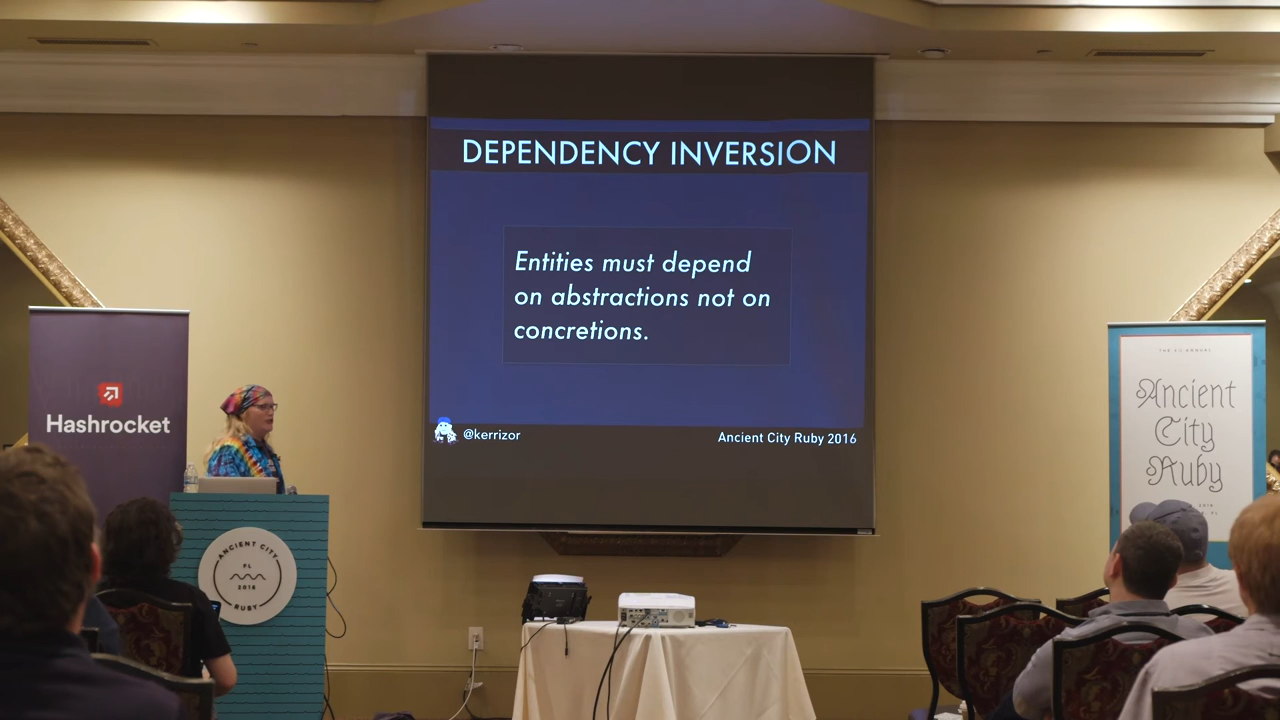 DEPENDENCY INVERSION
Entities must depend
on abstractions not on
concretions.
@kerrizor
Ancient City Ruby 2016
Hashrocket
ANCIENT CITY
FL
RUBY
Ancient
City
Ruby